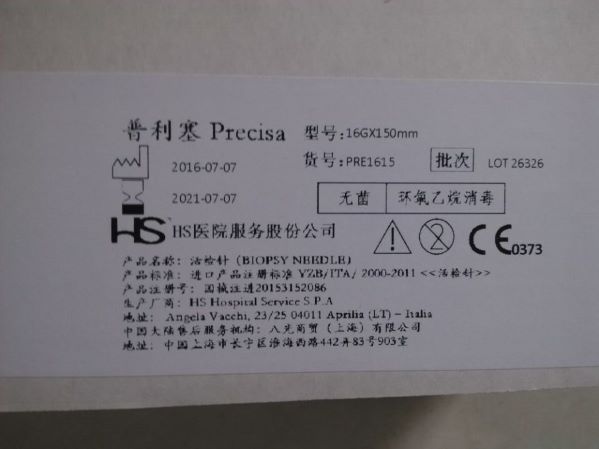 普利塞 Precisa 型号:16GX150mm
2016-07-07 货号:PRE1615 批次 LOT 26326
2021-07-07 无菌 环氧乙烷消毒
HS HS医院服务股份公司 CE0373
产品名称: 活检针 (BIOPSY NEEDLE)
产品标准: 进口产品注册标准 YZB/ITA/ 2000-2011 <<活检针>>
产品注册号: 国械注进20153152086
生产厂商: HS Hospital Service S.P.A
地址: Angela Vacchi, 23/25 04011 Aprilia (LT) - Italia
中国大陆售后服务机构: 八光商贸 (上海) 有限公司
地址: 中国上海市长宁区淮海西路442弄83号903室